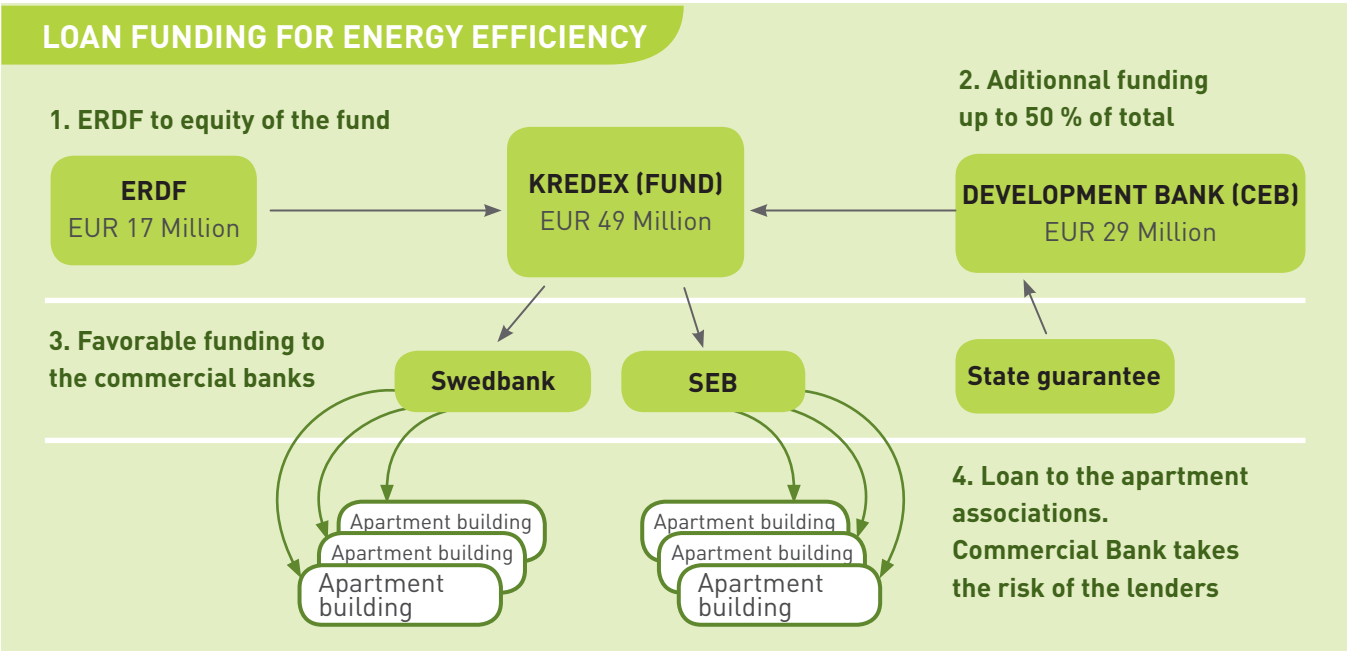 LOAN FUNDING FOR ENERGY EFFICIENCY
1. ERDF to equity of the fund
2. Aditionnal funding
up to 50 % of total
ERDF
EUR 17 Million
KREDEX (FUND)
EUR 49 Million
DEVELOPMENT BANK (CEB)
EUR 29 Million
3. Favorable funding to
the commercial banks
Swedbank
SEB
State guarantee
Apartment building
Apartment building
Apartment
building
Apartment building
Apartment building
Apartment
building
4. Loan to the apartment
associations.
Commercial Bank takes
the risk of the lenders